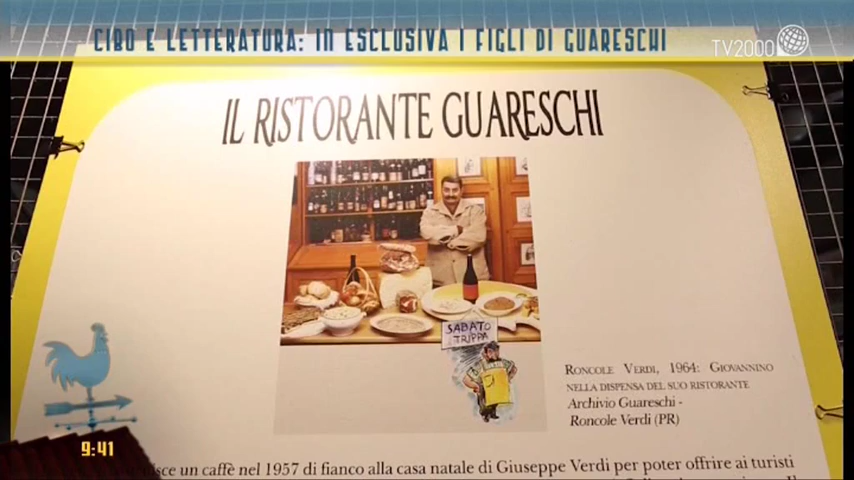 CIBO E LETTERATURA: IN ESCLUSIVA I FIGLI DI GUARESCHI
TV2000
IL RISTORANTE GUARESCHI
SABATO
TRIPPA
RONCOLE VERDI, 1964: GIOVANNINO
NELLA DISPENSA DEL SUO RISTORANTE
Archivio Guareschi -
Roncole Verdi (PR)
9:41
un caffè nel 1957 di fianco alla casa natale di Giuseppe Verdi per poter offrire ai turisti